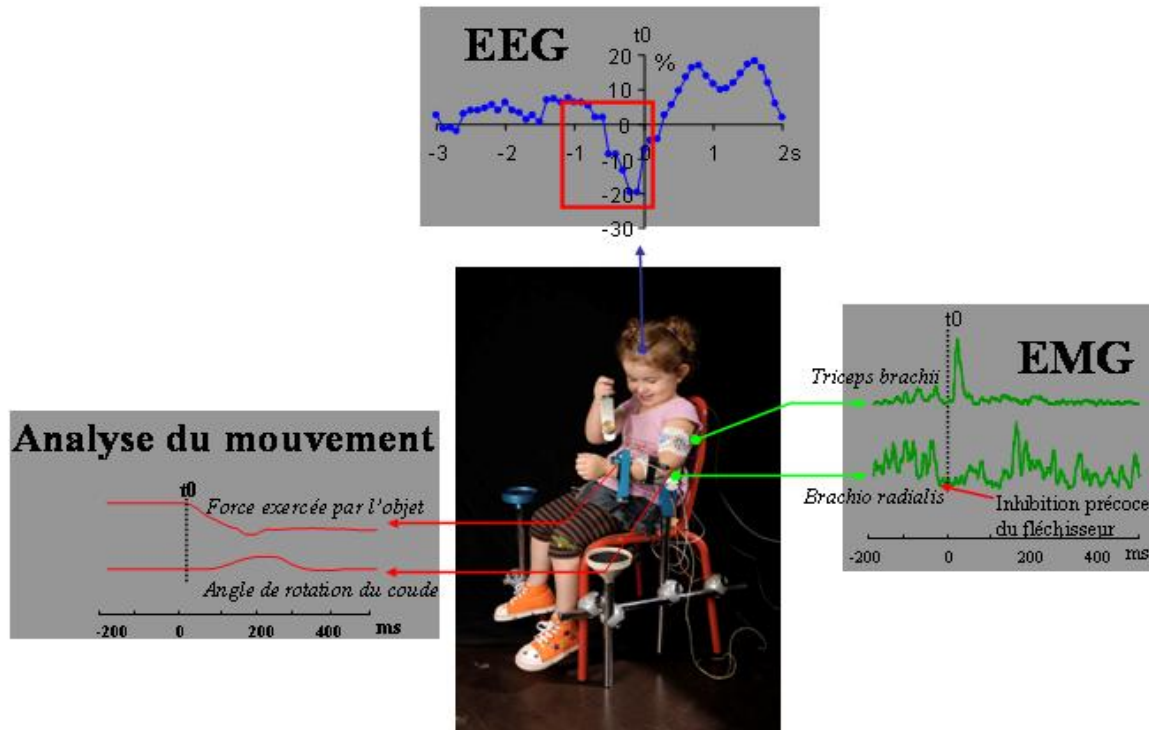 EEG
t0
%
20
10
0
-10
-20
-30
-3 -2 -1 0 1 2s
t0
EMG
Triceps brachii
Brachio radialis
Inhibition précoce
du fléchisseur
-200 0 200 400 ms
Analyse du mouvement
t0
Force exercée par l'objet
Angle de rotation du coude
-200 0 200 400 ms